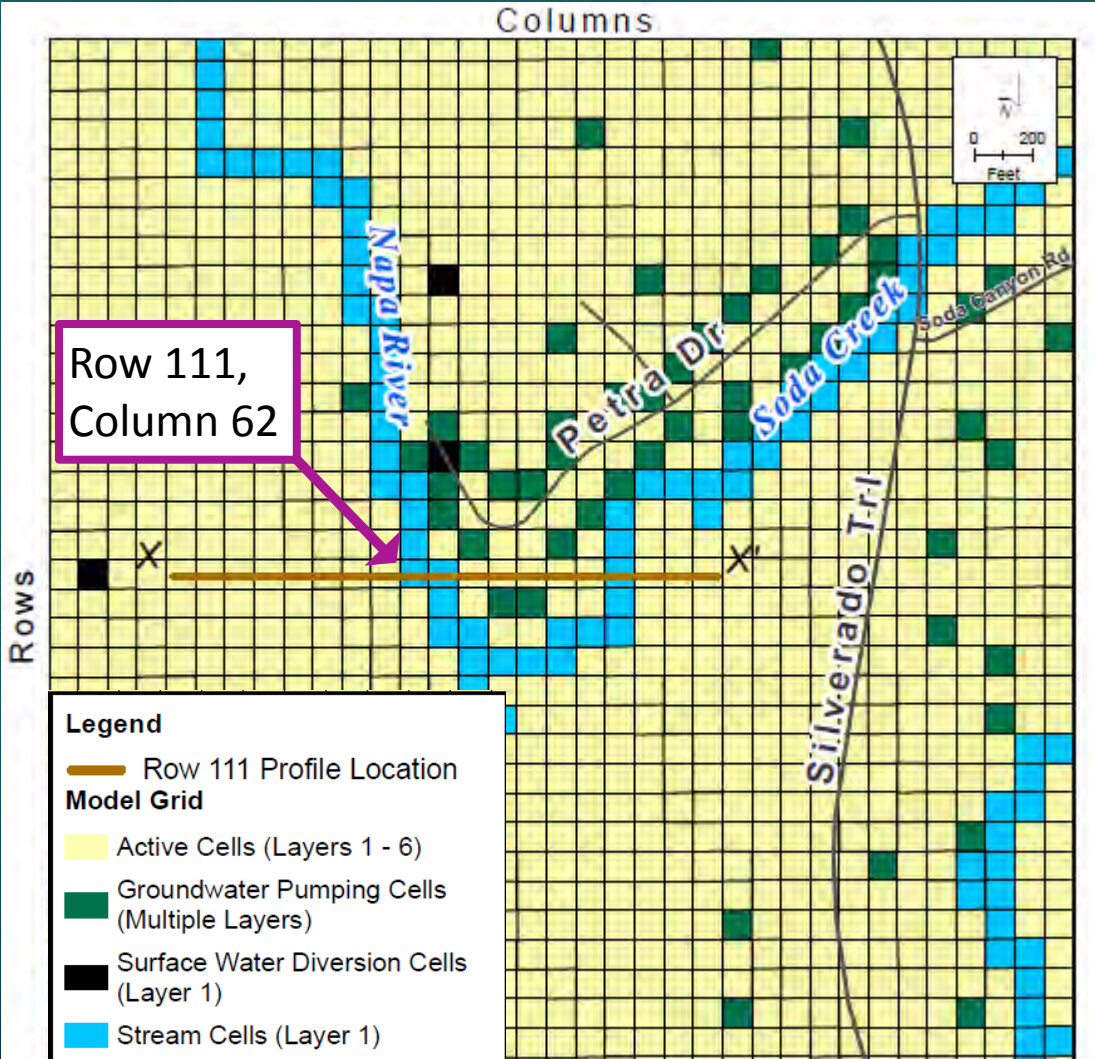 Columns
N
0 200
Feet
Napa River
Soda Canyon Rd
Row 111,
Column 62
Petra Dr
Soda Creek
Silverado Trl
X
X'
Rows
Legend
Row 111 Profile Location
Model Grid
Active Cells (Layers 1 - 6)
Groundwater Pumping Cells
(Multiple Layers)
Surface Water Diversion Cells
(Layer 1)
Stream Cells (Layer 1)